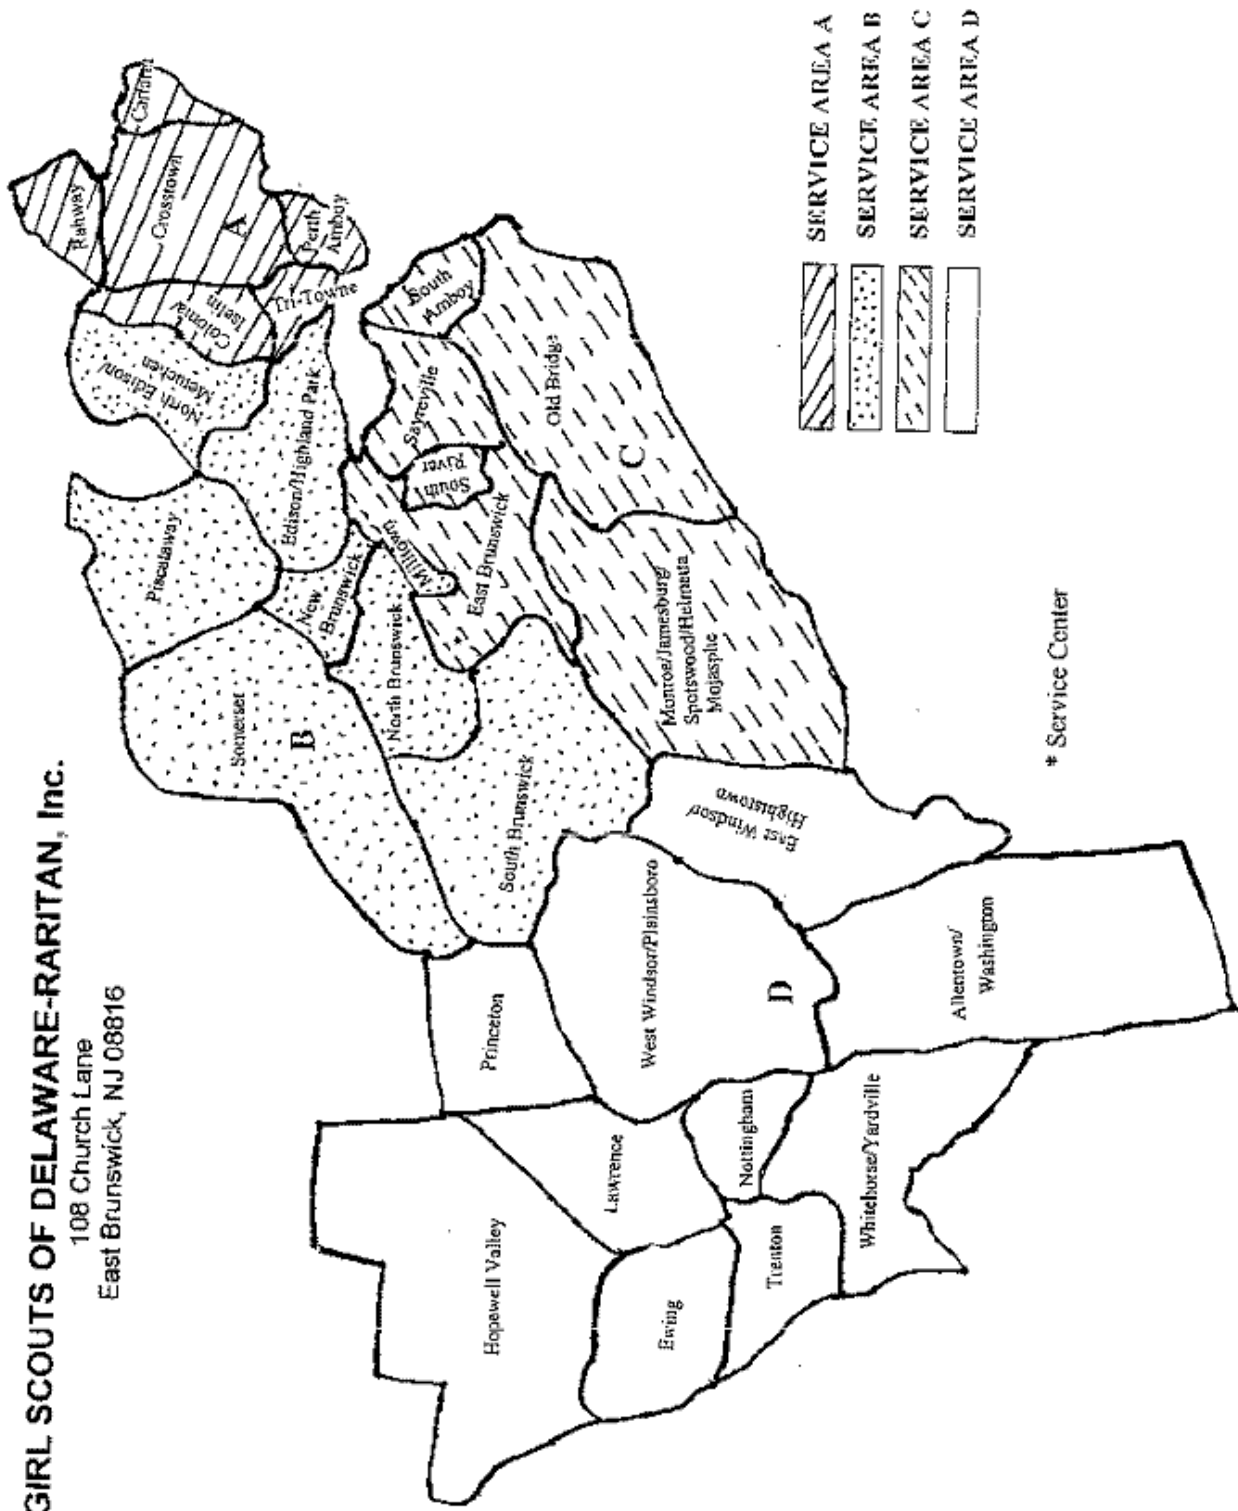 GIRL SCOUTS OF DELAWARE-RARITAN, Inc.
108 Church Lane
East Brunswick, NJ 08816
Rahway
Carteret
Crosstown
A
Perth
Amboy
Colonia/
Iselin
Tri-Towne
North Edison/
Metuchen
Edison/Highland Park
Piscataway
New
Brunswick
Somerset
B
North Brunswick
Milltown
South Brunswick
South
Amboy
Sayreville
South
River
Old Bridge
C
East Brunswick
Monroe/Jamesburg/
Spotswood/Helmetta
Mojasphe
East Windsor/
Hightstown
West Windsor/Plainsboro
D
Princeton
Allentown/
Washington
Hopewell Valley
Lawrence
Nottingham
Whitehorse/Yardville
Trenton
Ewing
SERVICE AREA A
SERVICE AREA B
SERVICE AREA C
SERVICE AREA D
* Service Center